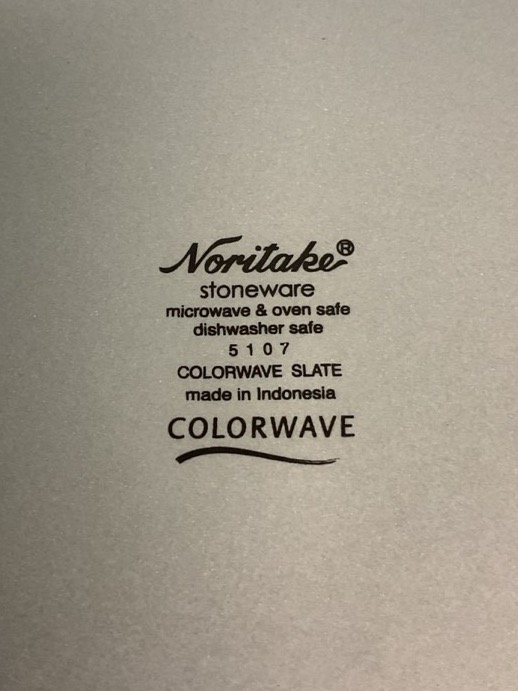 Noritake®
stoneware
microwave & oven safe
dishwasher safe
5107
COLORWAVE SLATE
made in Indonesia
COLORWAVE